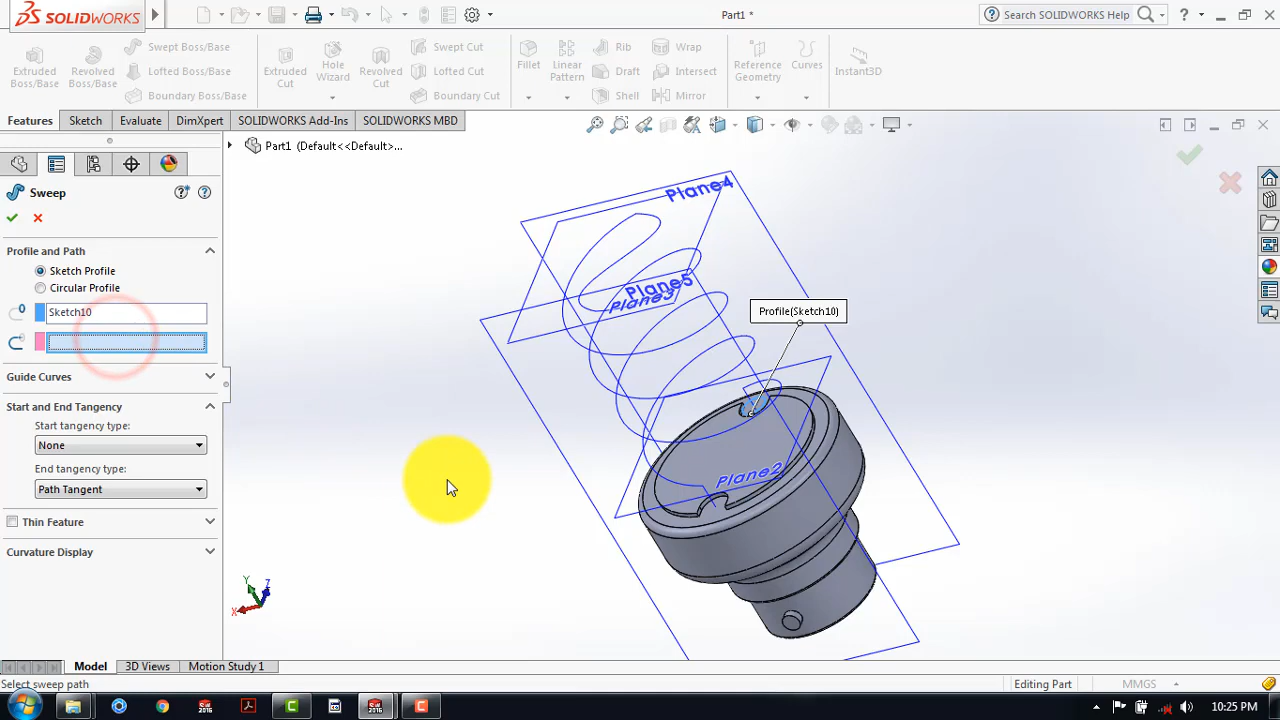 SOLIDWORKS
Part1 *
Search SOLIDWORKS Help
Extruded Boss/Base
Revolved Boss/Base
Swept Boss/Base
Lofted Boss/Base
Boundary Boss/Base
Extruded Cut
Hole Wizard
Revolved Cut
Swept Cut
Lofted Cut
Boundary Cut
Fillet
Linear Pattern
Rib
Draft
Shell
Wrap
Intersect
Mirror
Reference Geometry
Curves
Instant3D
Features
Sketch
Evaluate
DimXpert
SOLIDWORKS Add-Ins
SOLIDWORKS MBD
Part1 (Default<<Default>...
Sweep
Profile and Path
Sketch Profile
Circular Profile
Sketch10
Guide Curves
Start and End Tangency
Start tangency type:
None
End tangency type:
Path Tangent
Thin Feature
Curvature Display
Plane4
Plane5
Plane3
Profile(Sketch10)
Plane2
Y
Z
X
Model
3D Views
Motion Study 1
Select sweep path
Editing Part
MMGS
10:25 PM